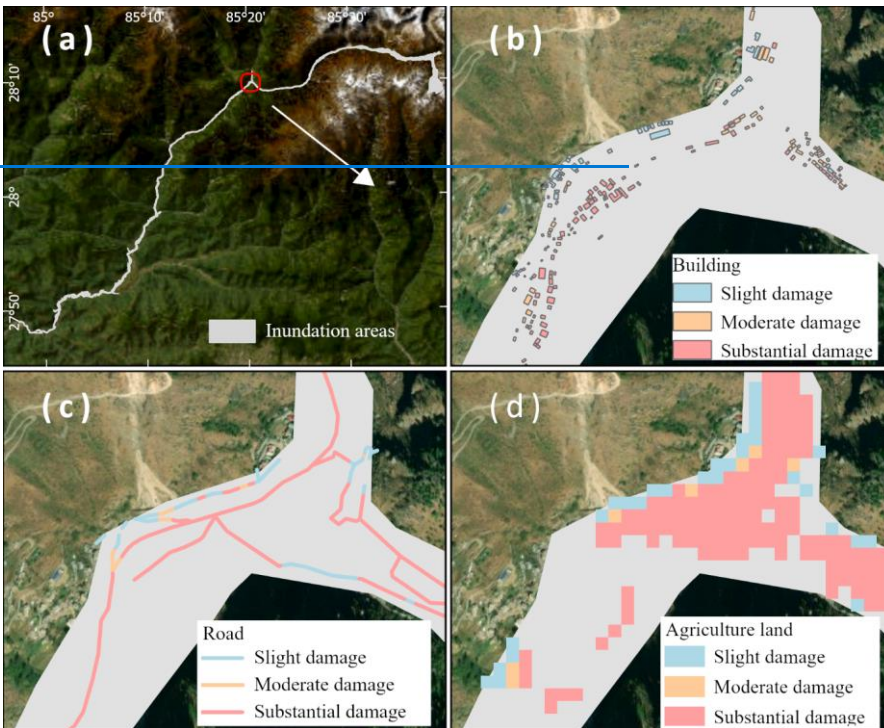 85°
85°10'
85°20'
85°30'
(a)
28°10'
28°
27°50'
Inundation areas
(b)
Building
Slight damage
Moderate damage
Substantial damage
(c)
Road
Slight damage
Moderate damage
Substantial damage
(d)
Agriculture land
Slight damage
Moderate damage
Substantial damage